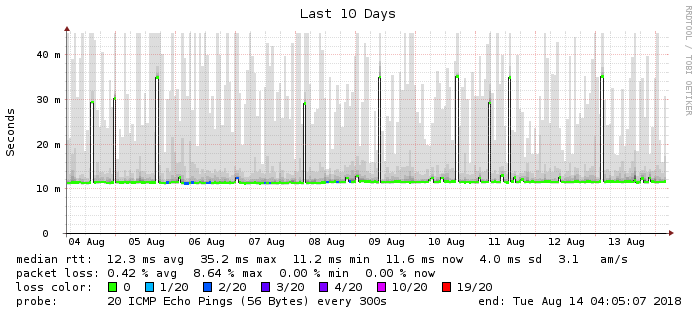 Last 10 Days
RRDTOOL / TOBI OETIKER
Seconds
40 m
30 m
20 m
10 m
0
04 Aug 05 Aug 06 Aug 07 Aug 08 Aug 09 Aug 10 Aug 11 Aug 12 Aug 13 Aug
median rtt: 12.3 ms avg 35.2 ms max 11.2 ms min 11.6 ms now 4.0 ms sd 3.1 am/s
packet loss: 0.42 % avg 8.64 % max 0.00 % min 0.00 % now
loss color: 0 1/20 2/20 3/20 4/20 10/20 19/20
probe: 20 ICMP Echo Pings (56 Bytes) every 300s end: Tue Aug 14 04:05:07 2018